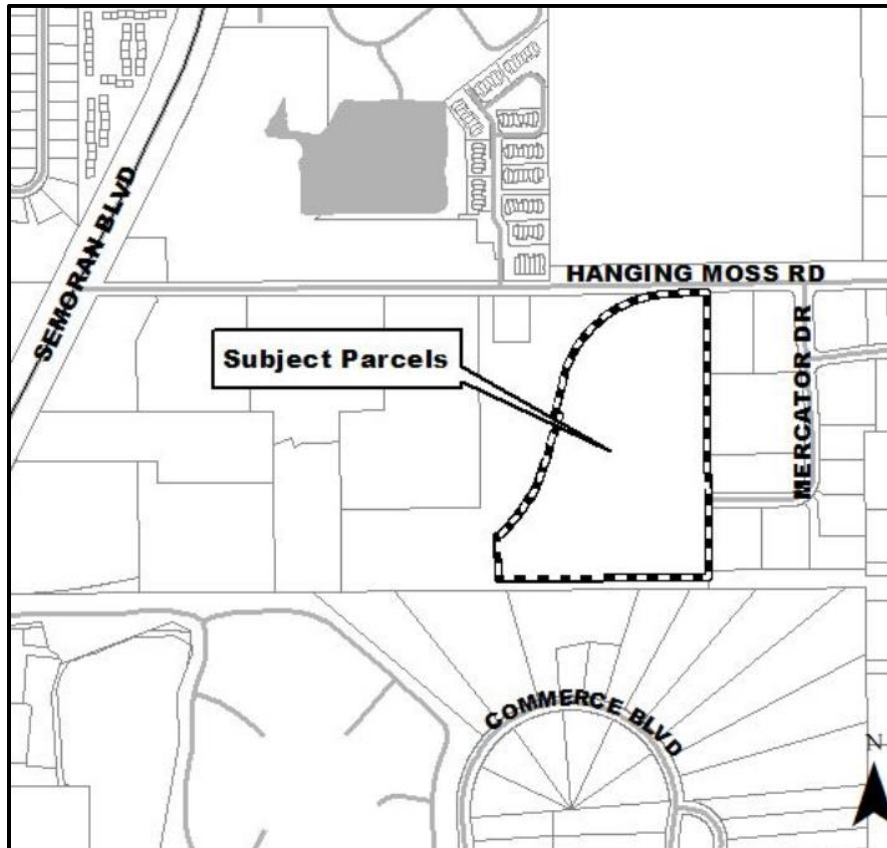 SEMORAN BLVD
HANGING MOSS RD
MERCATOR DR
Subject Parcels
COMMERCE BLVD
N